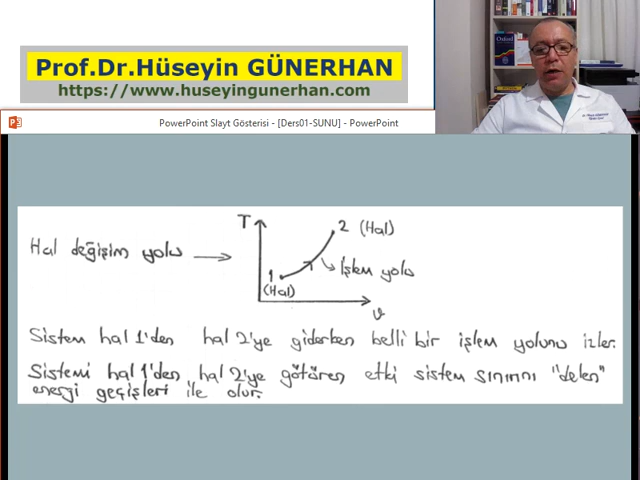 Prof.Dr.Hüseyin GÜNERHAN
https://www.huseyingunerhan.com
PowerPoint Slayt Gösterisi - [Ders01-SUNU] - PowerPoint
Hal değişim yolu
T
2 (Hal)
İşlem yolu
1
(Hal)
v
Sistem hal 1'den hal 2'ye giderken belli bir işlem yolunu izler.
Sistemi hal 1'den hal 2'ye götüren etki sistem sınırını "delen"
enerji geçişleri ile olur.
Oxford